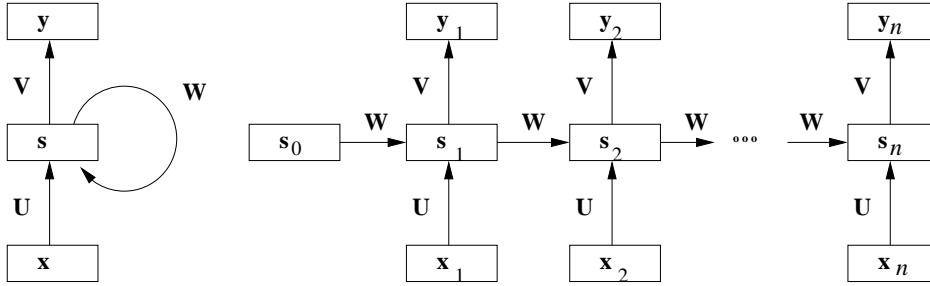 y y₁ y₂ yₙ
V V V V
W
s s₀ W s₁ W s₂ W ooo W sₙ
U U U U
x x₁ x₂ xₙ